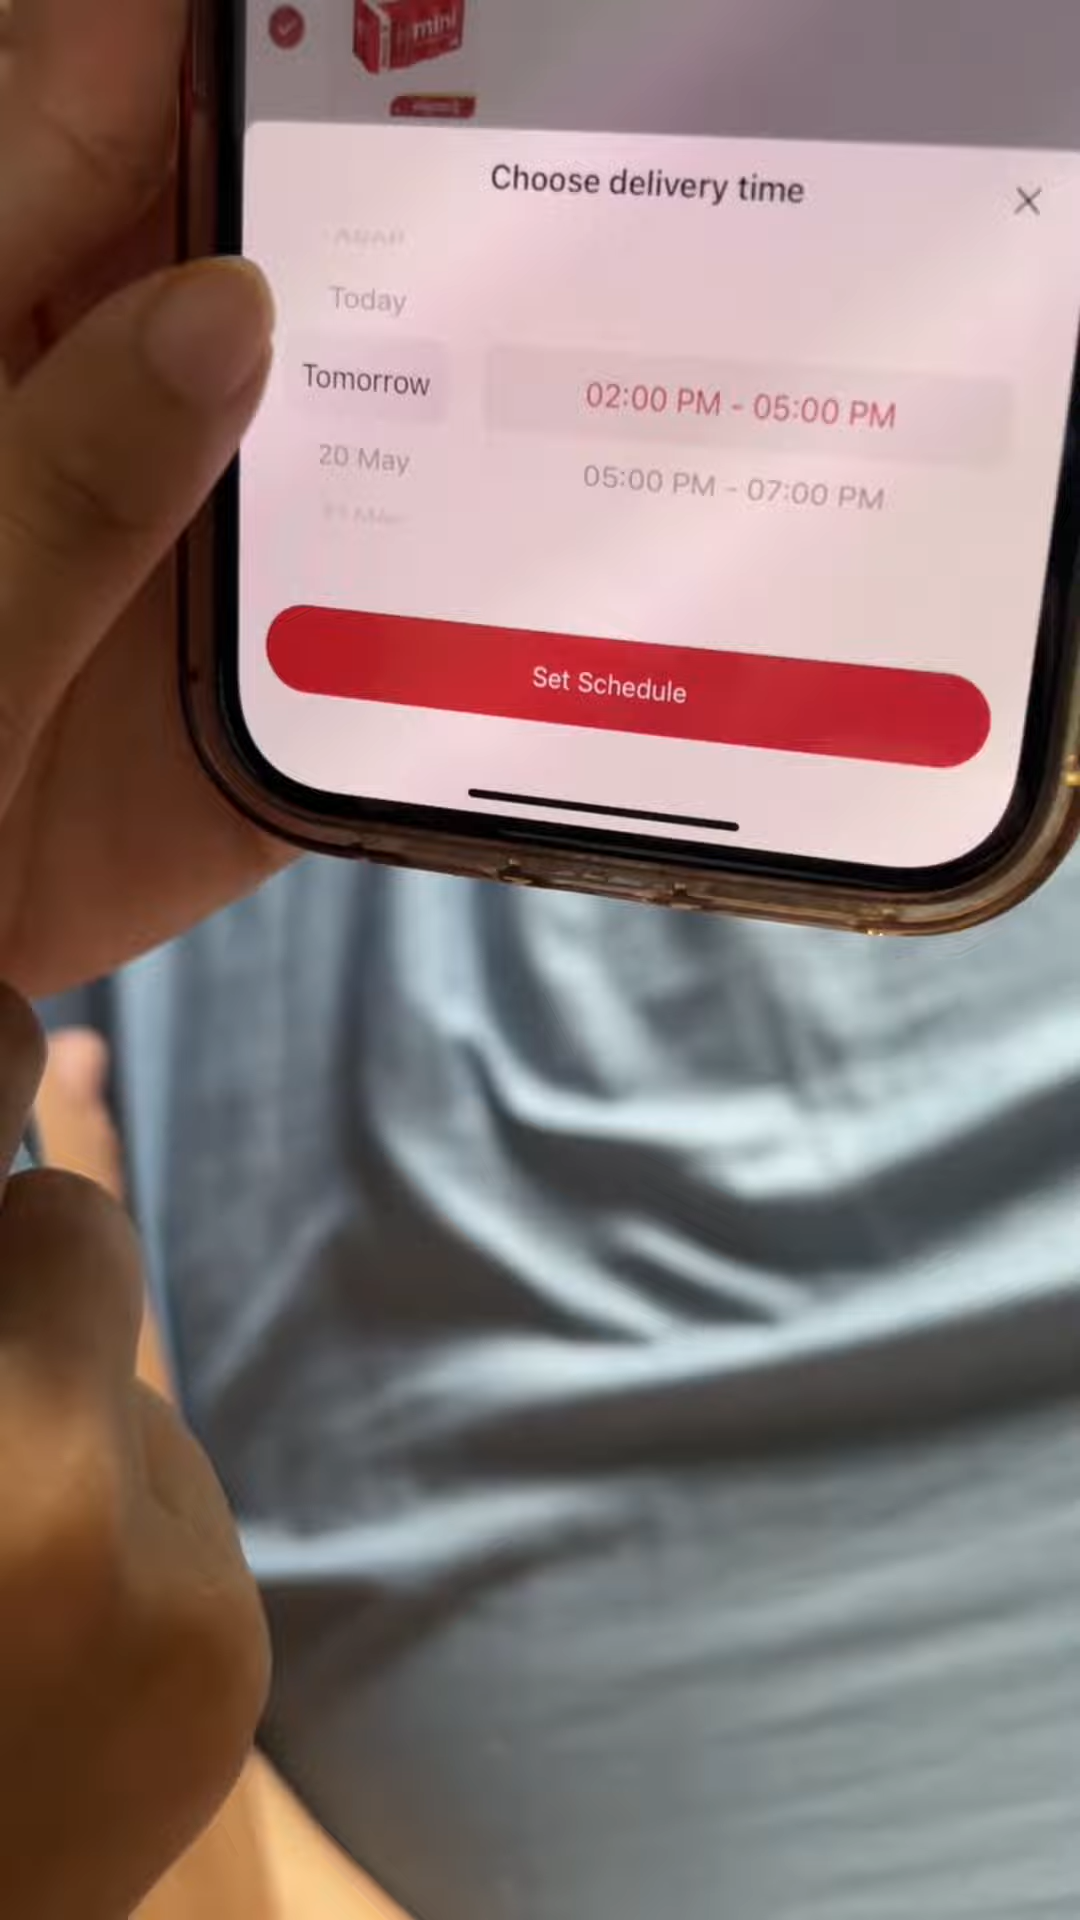 mini
Choose delivery time
Today
Tomorrow
02:00 PM - 05:00 PM
20 May
05:00 PM - 07:00 PM
Set Schedule